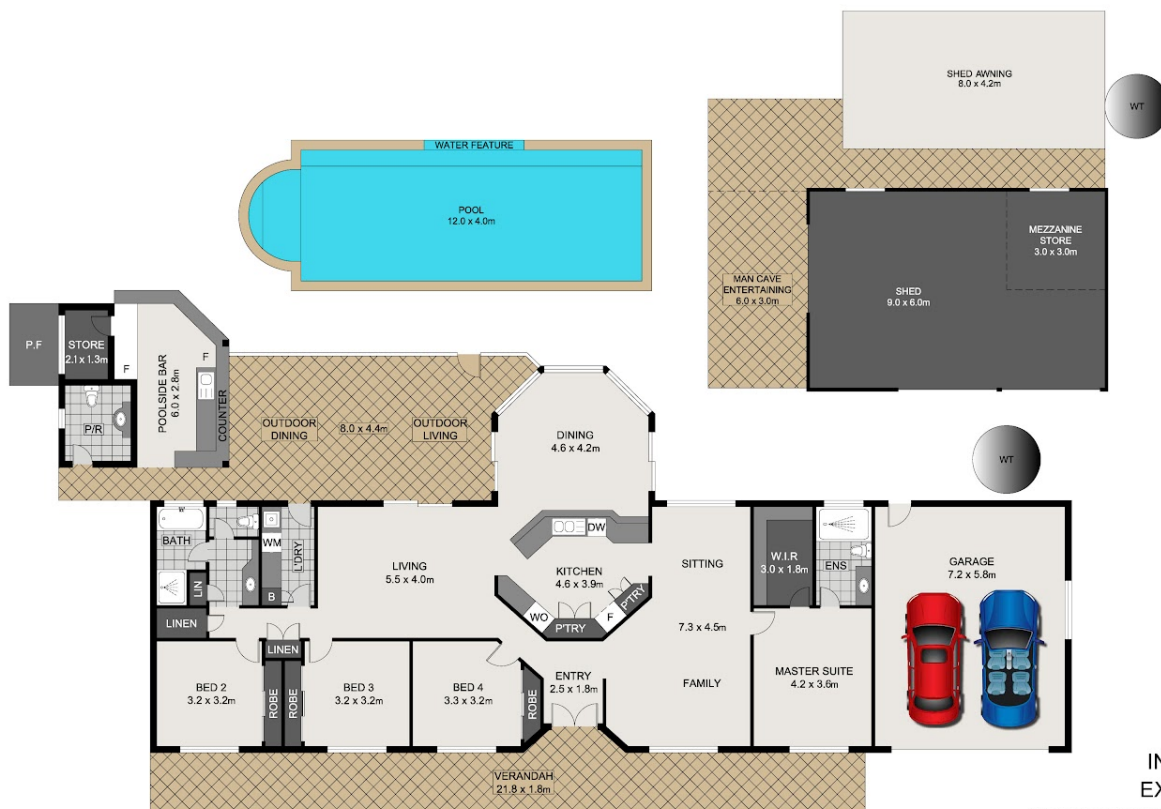 SHED AWNING
8.0 x 4.2m
WT
WATER FEATURE
POOL
12.0 x 4.0m
MEZZANINE
STORE
3.0 x 3.0m
MAN CAVE
ENTERTAINING
6.0 x 3.0m
SHED
9.0 x 6.0m
P.F
STORE
2.1 x 1.3m
F
F
POOLSIDE BAR
6.0 x 2.8m
COUNTER
P/R
OUTDOOR
DINING
8.0 x 4.4m
OUTDOOR
LIVING
DINING
4.6 x 4.2m
WT
BATH
LIN
LINEN
WM
L'DRY
B
LIVING
5.5 x 4.0m
DW
KITCHEN
4.6 x 3.9m
WO
P'TRY
F
P'TRY
SITTING
7.3 x 4.5m
FAMILY
W.I.R
3.0 x 1.8m
ENS
GARAGE
7.2 x 5.8m
LINEN
BED 2
3.2 x 3.2m
ROBE
ROBE
BED 3
3.2 x 3.2m
BED 4
3.3 x 3.2m
ROBE
ENTRY
2.5 x 1.8m
MASTER SUITE
4.2 x 3.6m
VERANDAH
21.8 x 1.8m
IN
EX